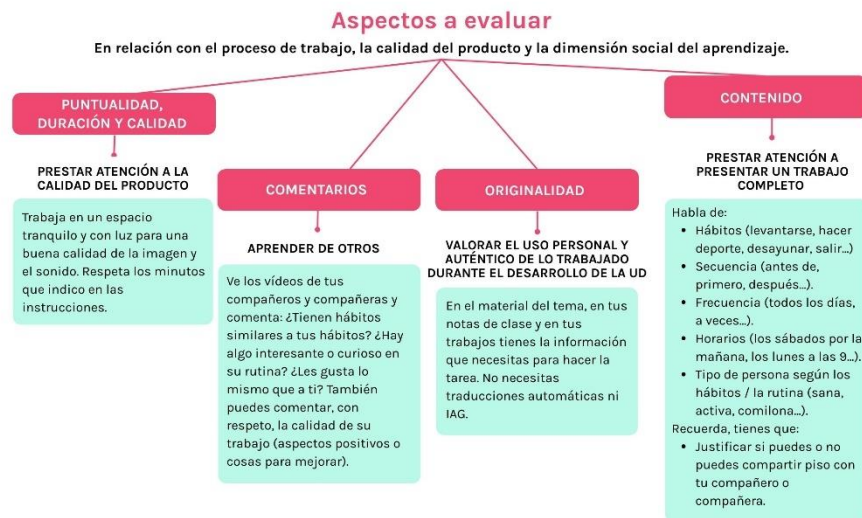 Aspectos a evaluar
En relación con el proceso de trabajo, la calidad del producto y la dimensión social del aprendizaje.
PUNTUALIDAD,
DURACIÓN Y CALIDAD
PRESTAR ATENCIÓN A LA
CALIDAD DEL PRODUCTO
Trabaja en un espacio
tranquilo y con luz para una
buena calidad de la imagen y
el sonido. Respeta los minutos
que indico en las
instrucciones.
COMENTARIOS
APRENDER DE OTROS
Ve los vídeos de tus
compañeros y compañeras y
comenta: ¿Tienen hábitos
similares a tus hábitos? ¿Hay
algo interesante o curioso en
su rutina? ¿Les gusta lo
mismo que a ti? También
puedes comentar, con
respeto, la calidad de su
trabajo (aspectos positivos o
cosas para mejorar).
ORIGINALIDAD
VALORAR EL USO PERSONAL Y
AUTÉNTICO DE LO TRABAJADO
DURANTE EL DESARROLLO DE LA UD
En el material del tema, en tus
notas de clase y en tus
trabajos tienes la información
que necesitas para hacer la
tarea. No necesitas
traducciones automáticas ni
IAG.
CONTENIDO
PRESTAR ATENCIÓN A
PRESENTAR UN TRABAJO
COMPLETO
Habla de:
• Hábitos (levantarse, hacer
deporte, desayunar, salir...)
• Secuencia (antes de,
primero, después...).
• Frecuencia (todos los días,
a veces...).
• Horarios (los sábados por la
mañana, los lunes a las 9...).
• Tipo de persona según los
hábitos / la rutina (sana,
activa, comilona...).
Recuerda, tienes que:
• Justificar si puedes o no
puedes compartir piso con
tu compañero o
compañera.